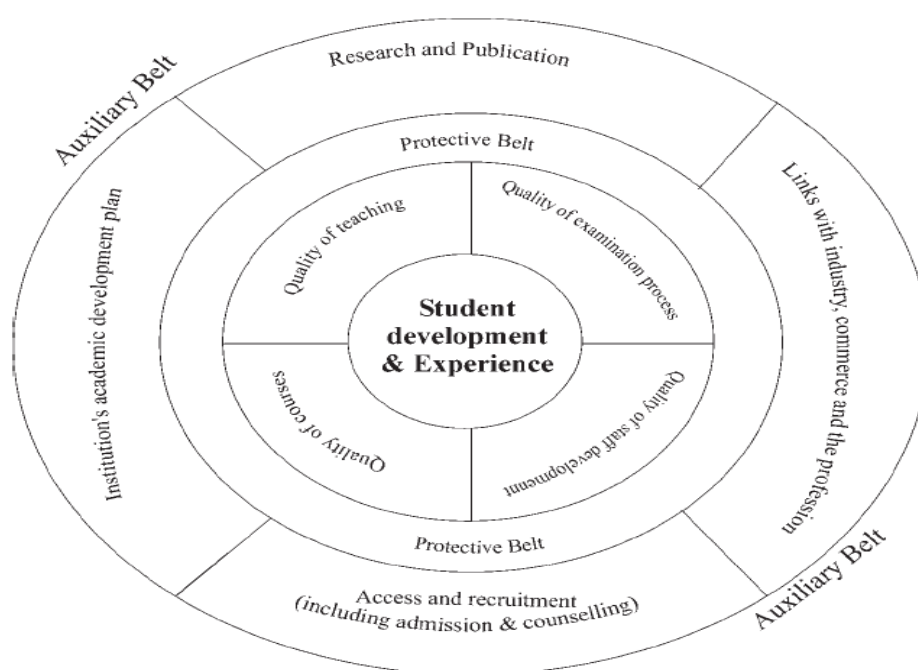 Auxiliary Belt
Research and Publication
Protective Belt
Quality of teaching
Quality of examination process
Institution's academic development plan
Links with industry, commerce and the profession
Student
development
& Experience
Quality of courses
Quality of staff developmennt
Protective Belt
Access and recruitment
(including admission & counselling)
Auxiliary Belt